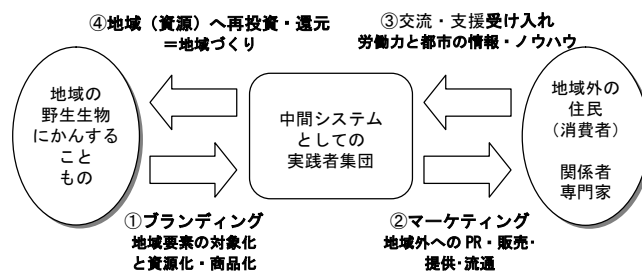 ④地域（資源）へ再投資・還元
＝地域づくり
③交流・支援受け入れ
労働力と都市の情報・ノウハウ
地域の
野生生物
にかんする
こと
もの
中間システム
としての
実践者集団
地域外の
住民
(消費者)
関係者
専門家
①ブランディング
地域要素の対象化
と資源化・商品化
②マーケティング
地域外への PR・販売・
提供・流通